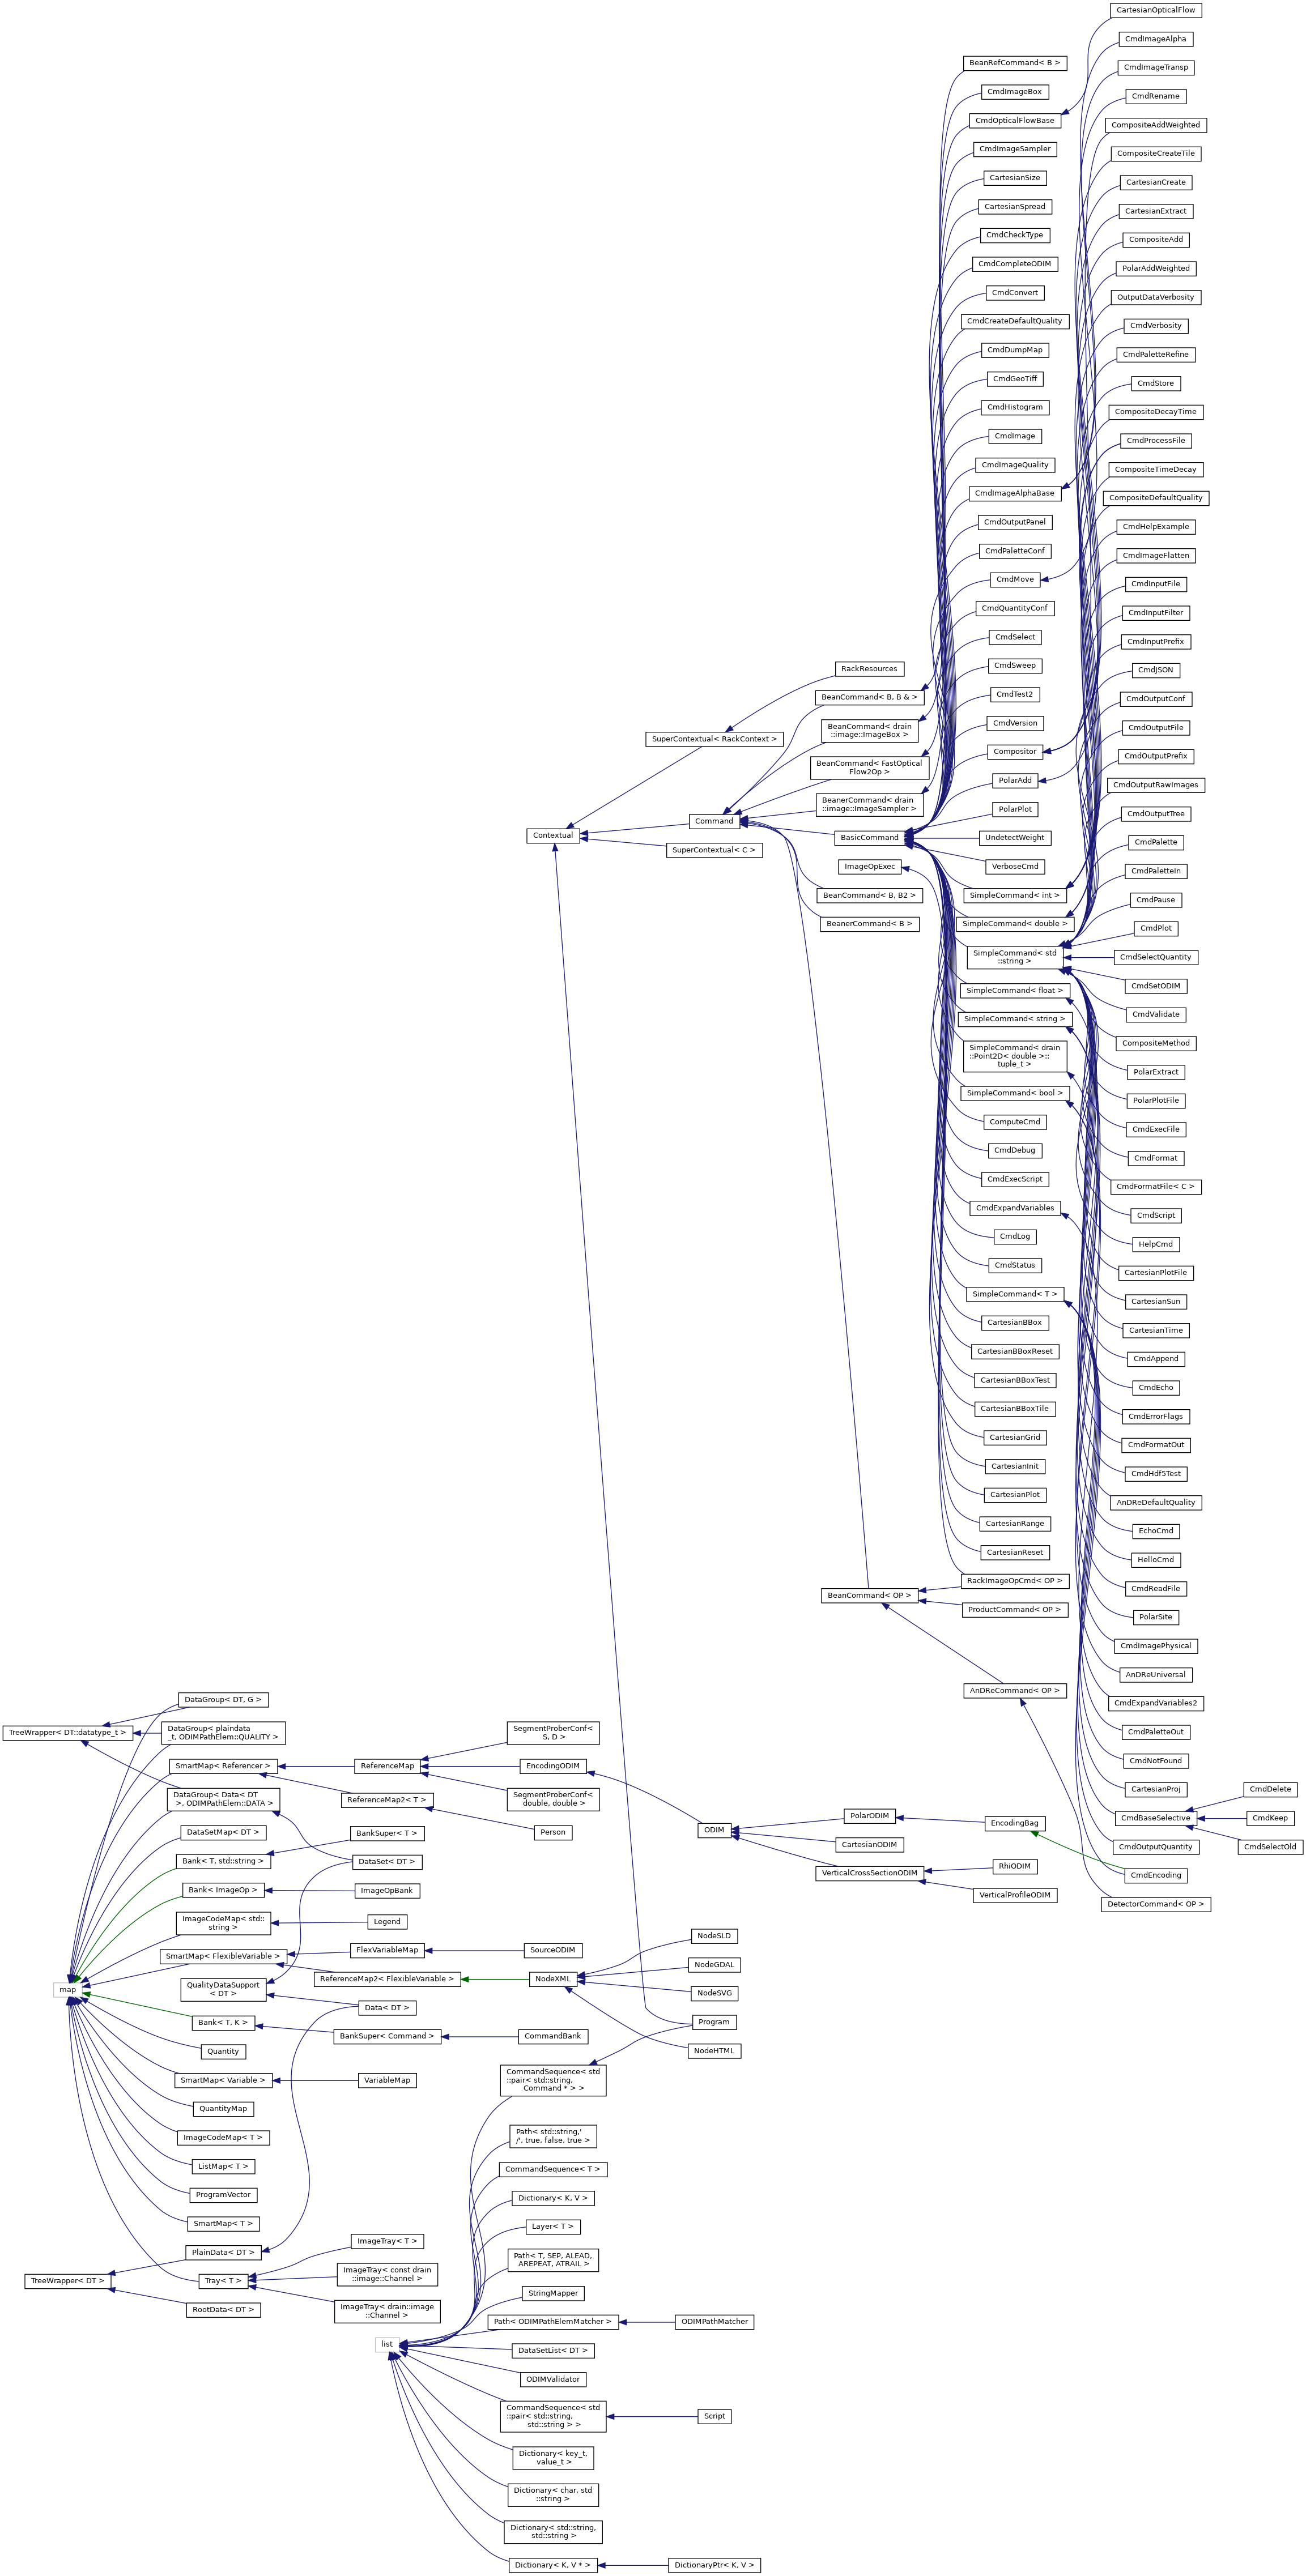 CartesianOpticalFlow
CmdImageAlpha
BeanRefCommand< B >
CmdImageTransp
CmdImageBox
CmdRename
CmdOpticalFlowBase
CompositeAddWeighted
CmdImageSampler
CompositeCreateTile
CartesianSize
CartesianCreate
CartesianSpread
CartesianExtract
CmdCheckType
CompositeAdd
CmdCompleteODIM
PolarAddWeighted
CmdConvert
OutputDataVerbosity
CmdCreateDefaultQuality
CmdVerbosity
CmdDumpMap
CmdPaletteRefine
CmdGeoTiff
CmdStore
CmdHistogram
CompositeDecayTime
CmdImage
CmdProcessFile
CmdImageQuality
CompositeTimeDecay
CmdImageAlphaBase
CompositeDefaultQuality
CmdOutputPanel
CmdHelpExample
CmdPaletteConf
CmdImageFlatten
CmdMove
CmdInputFile
CmdQuantityConf
CmdInputFilter
CmdSelect
CmdInputPrefix
RackResources
CmdSweep
CmdJSON
BeanCommand< B, B & >
CmdTest2
CmdOutputConf
BeanCommand< drain
::image::ImageBox >
CmdVersion
CmdOutputFile
SuperContextual< RackContext >
Compositor
CmdOutputPrefix
BeanCommand< FastOptical
Flow2Op >
PolarAdd
CmdOutputRawImages
BeanerCommand< drain
::image::ImageSampler >
PolarPlot
CmdOutputTree
Command
Contextual
BasicCommand
UndetectWeight
CmdPalette
SuperContextual< C >
ImageOpExec
VerboseCmd
CmdPaletteIn
BeanCommand< B, B2 >
SimpleCommand< int >
CmdPause
BeanerCommand< B >
SimpleCommand< double >
CmdPlot
SimpleCommand< std
::string >
CmdSelectQuantity
SimpleCommand< float >
CmdSetODIM
SimpleCommand< string >
CmdValidate
SimpleCommand< drain
::Point2D< double >::
tuple_t >
CompositeMethod
SimpleCommand< bool >
PolarExtract
PolarPlotFile
ComputeCmd
CmdExecFile
CmdDebug
CmdFormat
CmdExecScript
CmdFormatFile< C >
CmdExpandVariables
CmdScript
CmdLog
HelpCmd
CmdStatus
CartesianPlotFile
SimpleCommand< T >
CartesianSun
CartesianBBox
CartesianTime
CartesianBBoxReset
CmdAppend
CartesianBBoxTest
CmdEcho
CartesianBBoxTile
CmdErrorFlags
CartesianGrid
CmdFormatOut
CartesianInit
CmdHdf5Test
CartesianPlot
AnDReDefaultQuality
CartesianRange
EchoCmd
CartesianReset
HelloCmd
RackImageOpCmd< OP >
CmdReadFile
BeanCommand< OP >
ProductCommand< OP >
PolarSite
CmdImagePhysical
AnDReUniversal
AnDReCommand< OP >
CmdExpandVariables2
DataGroup< DT, G >
TreeWrapper< DT::datatype_t >
DataGroup< plaindata
_t, ODIMPathElem::QUALITY >
SegmentProberConf<
S, D >
CmdPaletteOut
SmartMap< Referencer >
ReferenceMap
EncodingODIM
CmdNotFound
DataGroup< Data< DT
>, ODIMPathElem::DATA >
ReferenceMap2< T >
SegmentProberConf<
double, double >
CartesianProj
CmdDelete
PolarODIM
EncodingBag
CmdBaseSelective
CmdKeep
DataSetMap< DT >
BankSuper< T >
Person
ODIM
CartesianODIM
CmdOutputQuantity
CmdSelectOld
Bank< T, std::string >
DataSet< DT >
VerticalCrossSectionODIM
RhiODIM
CmdEncoding
Bank< ImageOp >
ImageOpBank
VerticalProfileODIM
DetectorCommand< OP >
ImageCodeMap< std::
string >
Legend
NodeSLD
SmartMap< FlexibleVariable >
FlexVariableMap
SourceODIM
NodeGDAL
map
QualityDataSupport
< DT >
ReferenceMap2< FlexibleVariable >
NodeXML
NodeSVG
Data< DT >
Bank< T, K >
BankSuper< Command >
CommandBank
Program
Quantity
NodeHTML
SmartMap< Variable >
VariableMap
CommandSequence< std
::pair< std::string,
Command * > >
QuantityMap
ImageCodeMap< T >
Path< std::string,'
/', true, false, true >
ListMap< T >
CommandSequence< T >
ProgramVector
Dictionary< K, V >
SmartMap< T >
Layer< T >
PlainData< DT >
ImageTray< T >
Path< T, SEP, ALEAD,
AREPEAT, ATRAIL >
TreeWrapper< DT >
Tray< T >
ImageTray< const drain
::image::Channel >
StringMapper
RootData< DT >
ImageTray< drain::image
::Channel >
Path< ODIMPathElemMatcher >
ODIMPathMatcher
list
DataSetList< DT >
ODIMValidator
CommandSequence< std
::pair< std::string,
std::string > >
Script
Dictionary< key_t,
value_t >
Dictionary< char, std
::string >
Dictionary< std::string,
std::string >
Dictionary< K, V * >
DictionaryPtr< K, V >